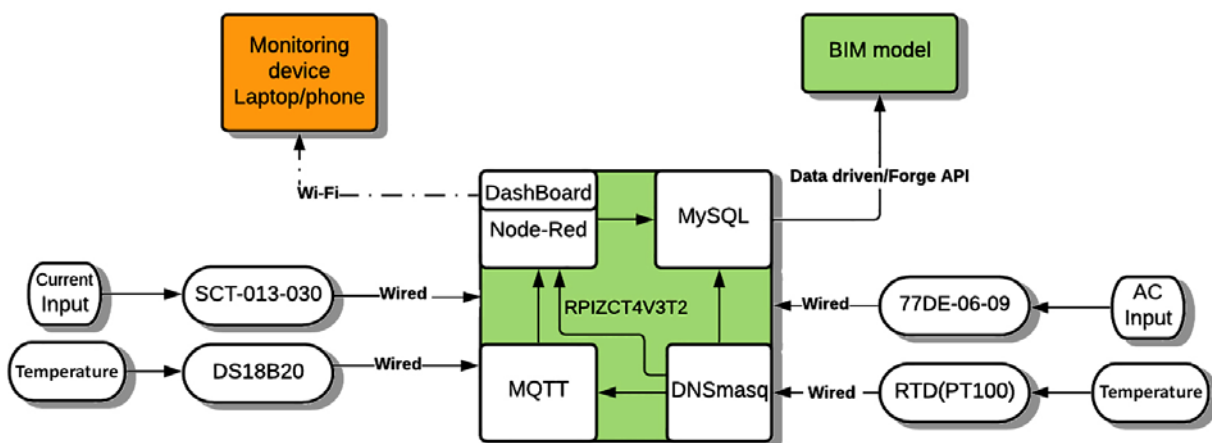 Monitoring
device
Laptop/phone
BIM model
Wi-Fi
Data driven/Forge API
DashBoard
Node-Red
MySQL
Current
Input
SCT-013-030
Wired
RPIZCT4V3T2
Wired
77DE-06-09
AC
Input
Temperature
DS18B20
Wired
MQTT
DNSmasq
Wired
RTD(PT100)
Temperature